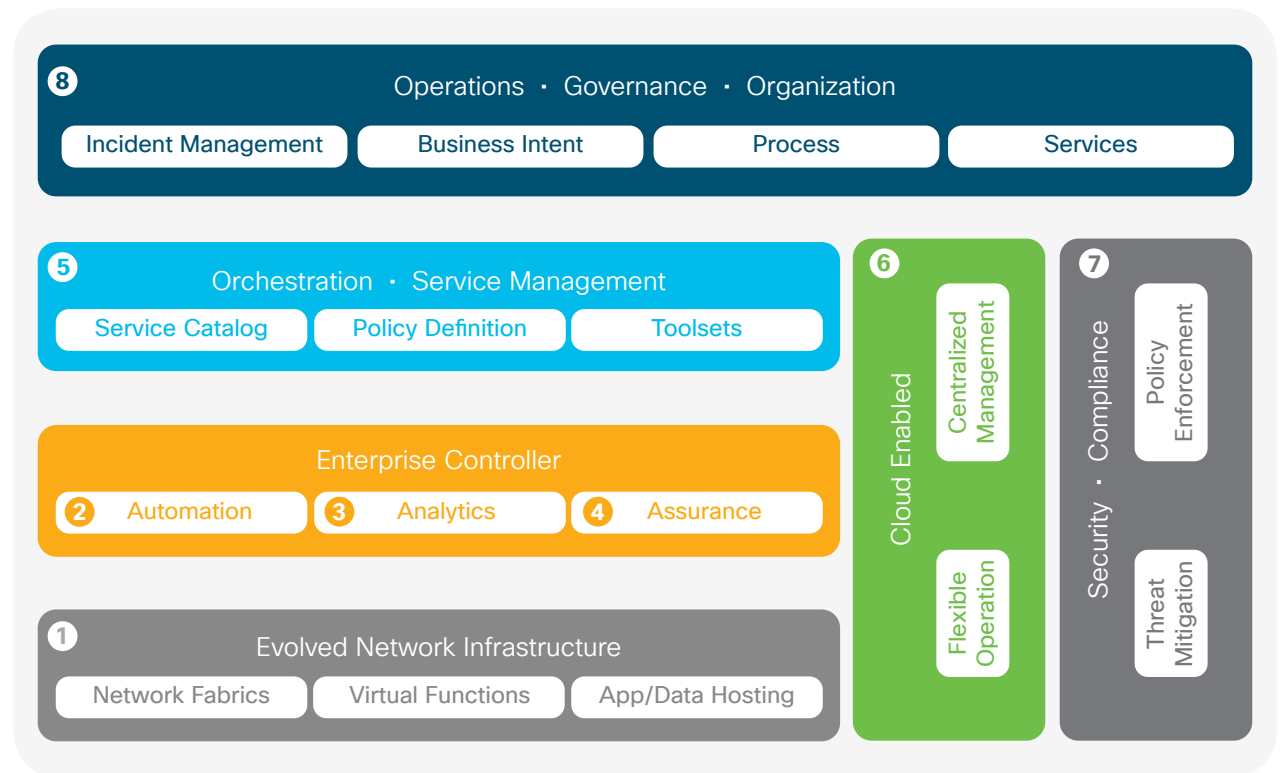 8
Operations · Governance · Organization
Incident Management
Business Intent
Process
Services
5
Orchestration · Service Management
Service Catalog
Policy Definition
Toolsets
Enterprise Controller
2
Automation
3
Analytics
4
Assurance
1
Evolved Network Infrastructure
Network Fabrics
Virtual Functions
App/Data Hosting
6
Cloud Enabled
Centralized
Management
Flexible
Operation
7
Security · Compliance
Policy
Enforcement
Threat
Mitigation